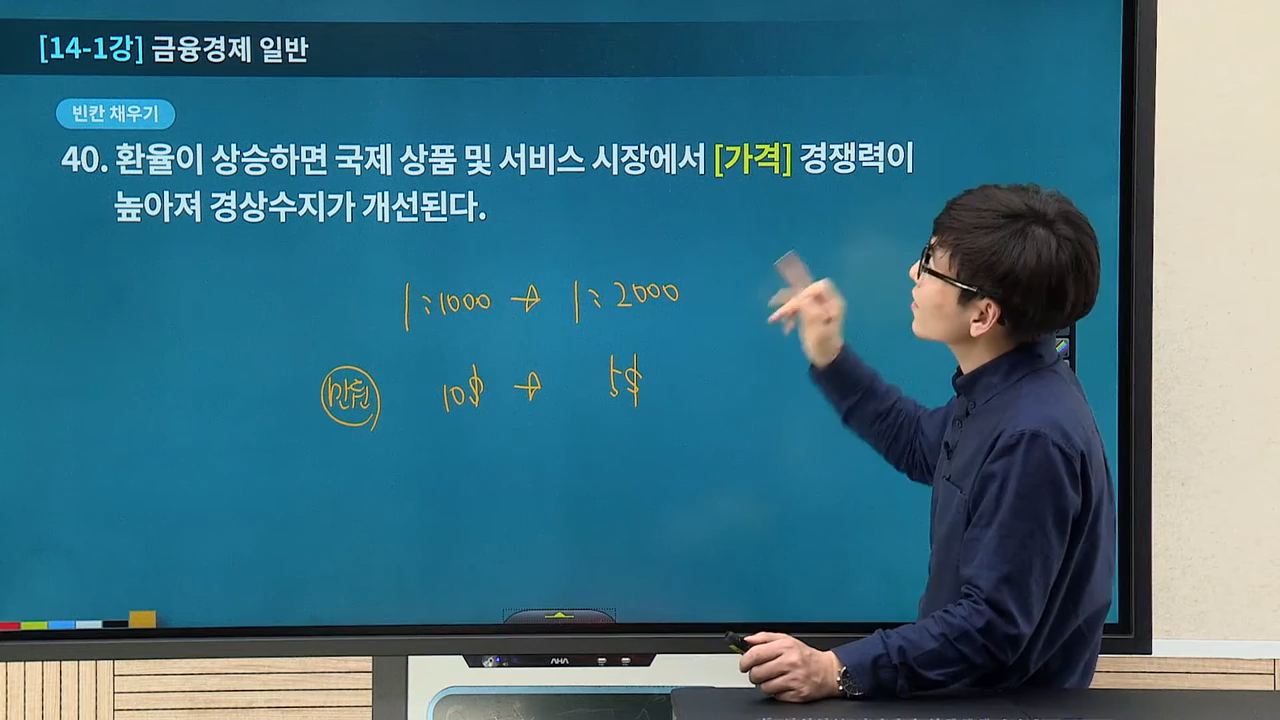 [14-1강] 금융경제 일반
빈칸 채우기
40. 환율이 상승하면 국제 상품 및 서비스 시장에서 [가격] 경쟁력이
높아져 경상수지가 개선된다.
1:1000 → 1:2000
만원 10$ → 5$
AHA